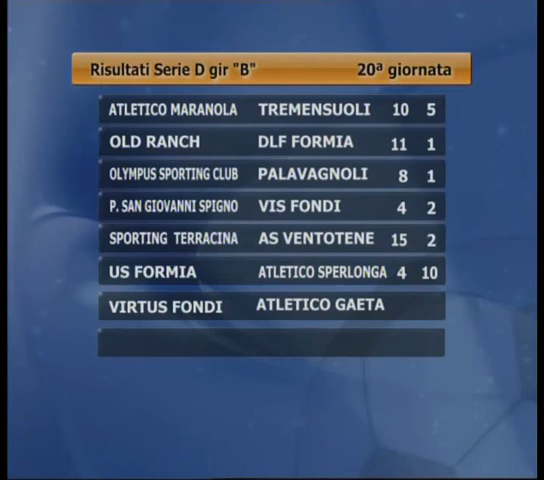 Risultati Serie D gir "B" 20ª giornata
ATLETICO MARANOLA TREMENSUOLI 10 5
OLD RANCH DLF FORMIA 11 1
OLYMPUS SPORTING CLUB PALAVAGNOLI 8 1
P. SAN GIOVANNI SPIGNO VIS FONDI 4 2
SPORTING TERRACINA AS VENTOTENE 15 2
US FORMIA ATLETICO SPERLONGA 4 10
VIRTUS FONDI ATLETICO GAETA